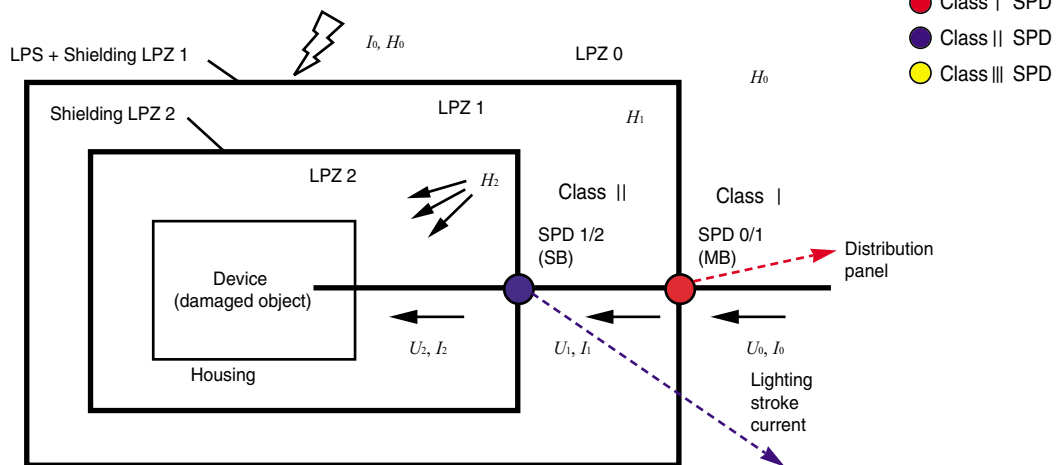 Class I SPD
Class II SPD
Class III SPD
I0, H0
LPZ 0
H0
LPS + Shielding LPZ 1
LPZ 1
H1
Shielding LPZ 2
LPZ 2
H2
Class II
Class I
SPD 1/2
(SB)
SPD 0/1
(MB)
Distribution
panel
Device
(damaged object)
U2, I2
U1, I1
U0, I0
Housing
Lighting
stroke
current